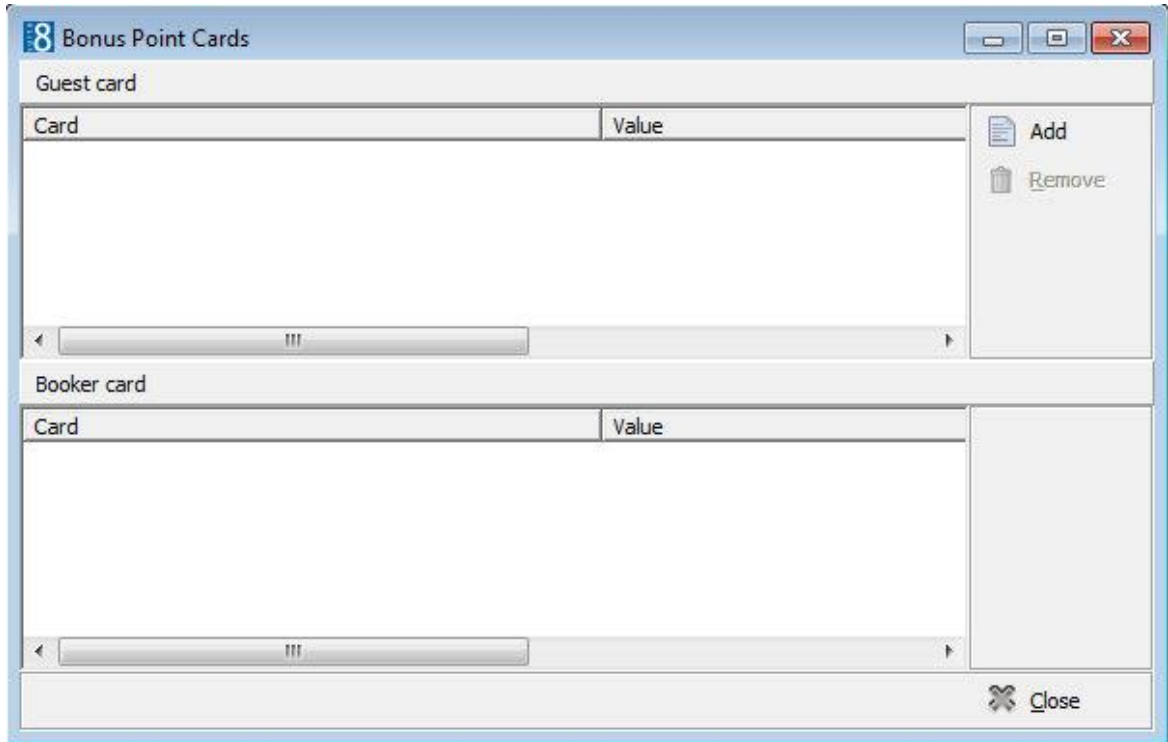 8 Bonus Point Cards
Guest card
Card Value
Add
Remove
Booker card
Card Value
Close